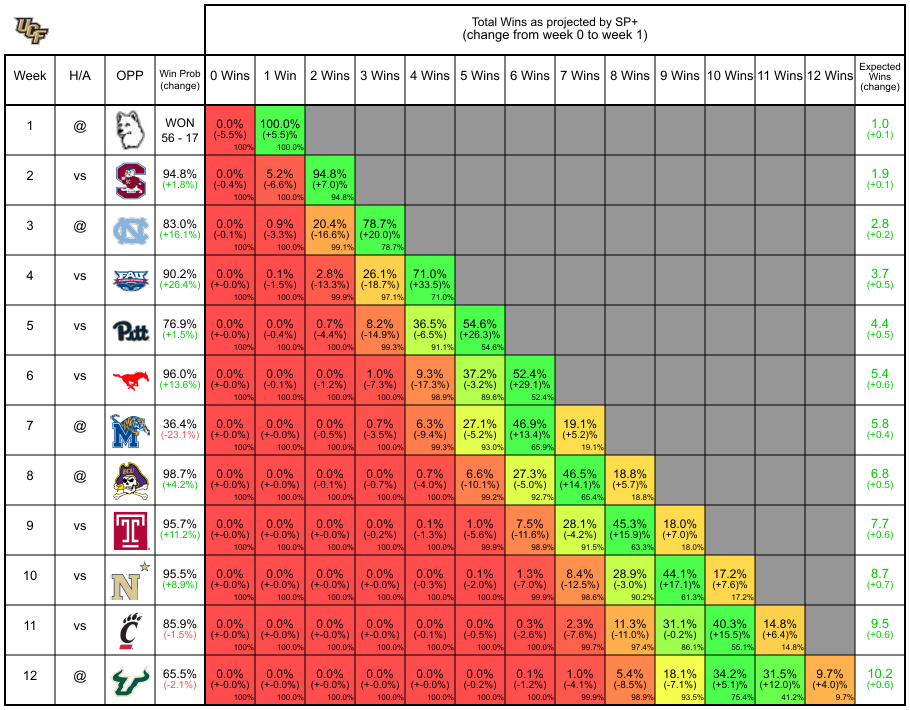 UCF
Total Wins as projected by SP+
(change from week 0 to week 1)
Week H/A OPP Win Prob (change) 0 Wins 1 Win 2 Wins 3 Wins 4 Wins 5 Wins 6 Wins 7 Wins 8 Wins 9 Wins 10 Wins 11 Wins 12 Wins Expected Wins (change)
1 @ WON 0.0% 100.0% 1.0
56 - 17 (-5.5%) (+5.5)% (+0.1)
100% 100.0%
2 vs S 94.8% 0.0% 5.2% 94.8% 1.9
(+1.8%) (-0.4%) (-6.6%) (+7.0)% (+0.1)
100% 100.0% 94.8%
3 @ NC 83.0% 0.0% 0.9% 20.4% 78.7% 2.8
(+16.1%) (-0.1%) (-3.3%) (-16.6%) (+20.0)% (+0.2)
100% 100.0% 99.1% 78.7%
4 vs FAU 90.2% 0.0% 0.1% 2.8% 26.1% 71.0% 3.7
(+26.4%) (+-0.0%) (-1.5%) (-13.3%) (-18.7%) (+33.5)% (+0.5)
100% 100.0% 99.9% 97.1% 71.0%
5 vs Pitt 76.9% 0.0% 0.0% 0.7% 8.2% 36.5% 54.6% 4.4
(+1.5%) (+-0.0%) (-0.4%) (-4.4%) (-14.9%) (-6.5%) (+26.3)% (+0.5)
100% 100.0% 100.0% 99.3% 91.1% 54.6%
6 vs 96.0% 0.0% 0.0% 0.0% 1.0% 9.3% 37.2% 52.4% 5.4
(+13.6%) (+-0.0%) (-0.1%) (-1.2%) (-7.3%) (-17.3%) (-3.2%) (+29.1)% (+0.6)
100% 100.0% 100.0% 100.0% 98.9% 89.6% 52.4%
7 @ M 36.4% 0.0% 0.0% 0.0% 0.7% 6.3% 27.1% 46.9% 19.1% 5.8
(-23.1%) (+-0.0%) (+-0.0%) (-0.5%) (-3.5%) (-9.4%) (-5.2%) (+13.4)% (+5.2)% (+0.4)
100% 100.0% 100.0% 100.0% 99.3% 93.0% 65.9% 19.1%
8 @ ECU 98.7% 0.0% 0.0% 0.0% 0.0% 0.7% 6.6% 27.3% 46.5% 18.8% 6.8
(+4.2%) (+-0.0%) (+-0.0%) (-0.1%) (-0.7%) (-4.0%) (-10.1%) (-5.0%) (+14.1)% (+5.7)% (+0.5)
100% 100.0% 100.0% 100.0% 100.0% 99.2% 92.7% 65.4% 18.8%
9 vs T 95.7% 0.0% 0.0% 0.0% 0.0% 0.1% 1.0% 7.5% 28.1% 45.3% 18.0% 7.7
(+11.2%) (+-0.0%) (+-0.0%) (+-0.0%) (-0.2%) (-1.3%) (-5.6%) (-11.6%) (-4.2%) (+15.9)% (+7.0)% (+0.6)
100% 100.0% 100.0% 100.0% 100.0% 99.9% 98.9% 91.5% 63.3% 18.0%
10 vs N 95.5% 0.0% 0.0% 0.0% 0.0% 0.0% 0.1% 1.3% 8.4% 28.9% 44.1% 17.2% 8.7
(+8.9%) (+-0.0%) (+-0.0%) (+-0.0%) (+-0.0%) (-0.3%) (-2.0%) (-7.0%) (-12.5%) (-3.0%) (+17.1)% (+7.6)% (+0.7)
100% 100.0% 100.0% 100.0% 100.0% 100.0% 99.9% 98.6% 90.2% 61.3% 17.2%
11 vs C 85.9% 0.0% 0.0% 0.0% 0.0% 0.0% 0.0% 0.3% 2.3% 11.3% 31.1% 40.3% 14.8% 9.5
(-1.5%) (+-0.0%) (+-0.0%) (+-0.0%) (+-0.0%) (-0.1%) (-0.5%) (-2.6%) (-7.6%) (-11.0%) (-0.2%) (+15.5)% (+6.4)% (+0.6)
100% 100.0% 100.0% 100.0% 100.0% 100.0% 100.0% 99.7% 97.4% 86.1% 55.1% 14.8%
12 @ 65.5% 0.0% 0.0% 0.0% 0.0% 0.0% 0.0% 0.1% 1.0% 5.4% 18.1% 34.2% 31.5% 9.7% 10.2
(-2.1%) (+-0.0%) (+-0.0%) (+-0.0%) (+-0.0%) (+-0.0%) (-0.2%) (-1.2%) (-4.1%) (-8.5%) (-7.1%) (+5.1)% (+12.0)% (+4.0)% (+0.6)
100% 100.0% 100.0% 100.0% 100.0% 100.0% 100.0% 99.9% 98.9% 93.5% 75.4% 41.2% 9.7%